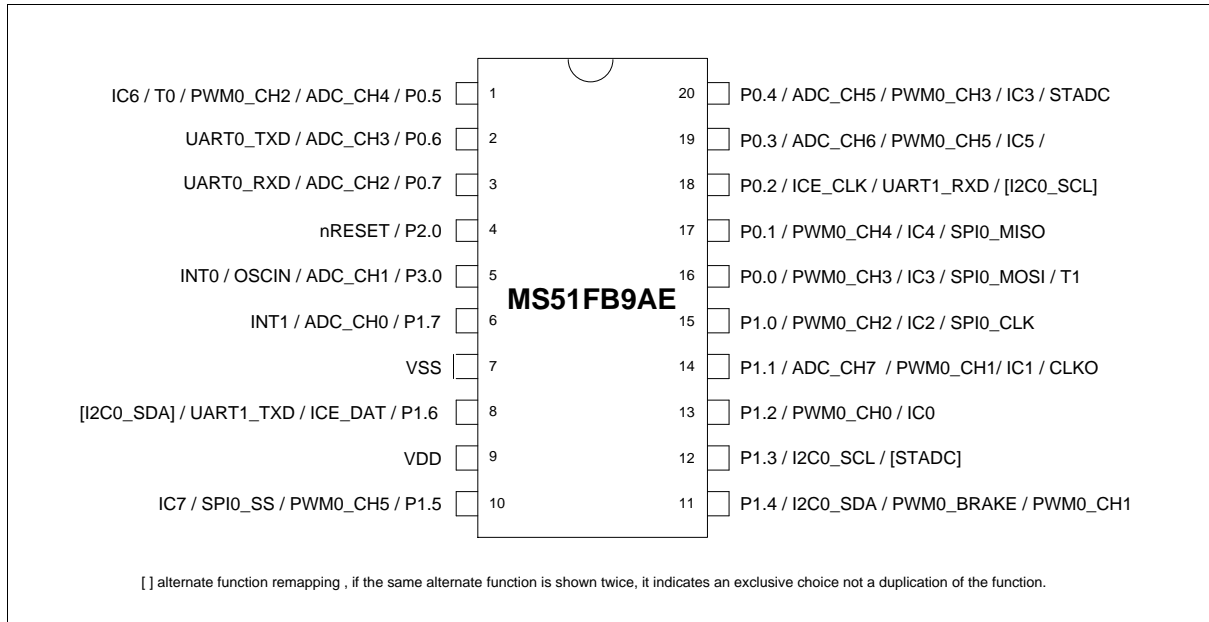 IC6 / T0 / PWM0_CH2 / ADC_CH4 / P0.5 1
20 P0.4 / ADC_CH5 / PWM0_CH3 / IC3 / STADC
UART0_TXD / ADC_CH3 / P0.6 2
19 P0.3 / ADC_CH6 / PWM0_CH5 / IC5 /
UART0_RXD / ADC_CH2 / P0.7 3
18 P0.2 / ICE_CLK / UART1_RXD / [I2C0_SCL]
nRESET / P2.0 4
17 P0.1 / PWM0_CH4 / IC4 / SPI0_MISO
INT0 / OSCIN / ADC_CH1 / P3.0 5
16 P0.0 / PWM0_CH3 / IC3 / SPI0_MOSI / T1
MS51FB9AE
INT1 / ADC_CH0 / P1.7 6
15 P1.0 / PWM0_CH2 / IC2 / SPI0_CLK
VSS 7
14 P1.1 / ADC_CH7 / PWM0_CH1/ IC1 / CLKO
[I2C0_SDA] / UART1_TXD / ICE_DAT / P1.6 8
13 P1.2 / PWM0_CH0 / IC0
VDD 9
12 P1.3 / I2C0_SCL / [STADC]
IC7 / SPI0_SS / PWM0_CH5 / P1.5 10
11 P1.4 / I2C0_SDA / PWM0_BRAKE / PWM0_CH1
[ ] alternate function remapping , if the same alternate function is shown twice, it indicates an exclusive choice not a duplication of the function.